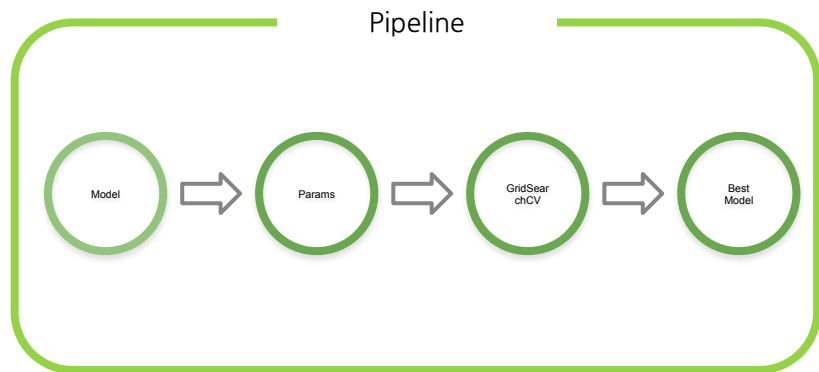 Pipeline
Model
Params
GridSear
chCV
Best
Model